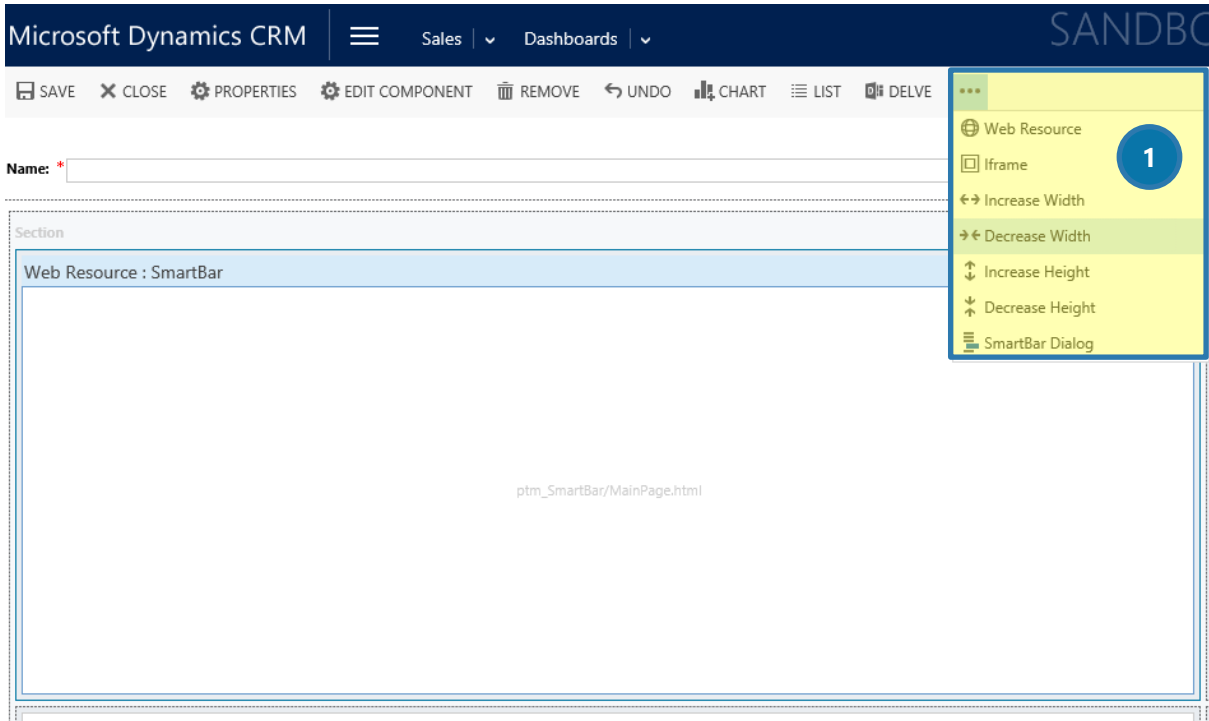 Microsoft Dynamics CRM Sales Dashboards SANDBO
SAVE CLOSE PROPERTIES EDIT COMPONENT REMOVE UNDO CHART LIST DELVE •••
Web Resource
1
Name: *
Iframe
Increase Width
Section
Decrease Width
Web Resource : SmartBar
Increase Height
Decrease Height
SmartBar Dialog
ptm_SmartBar/MainPage.html